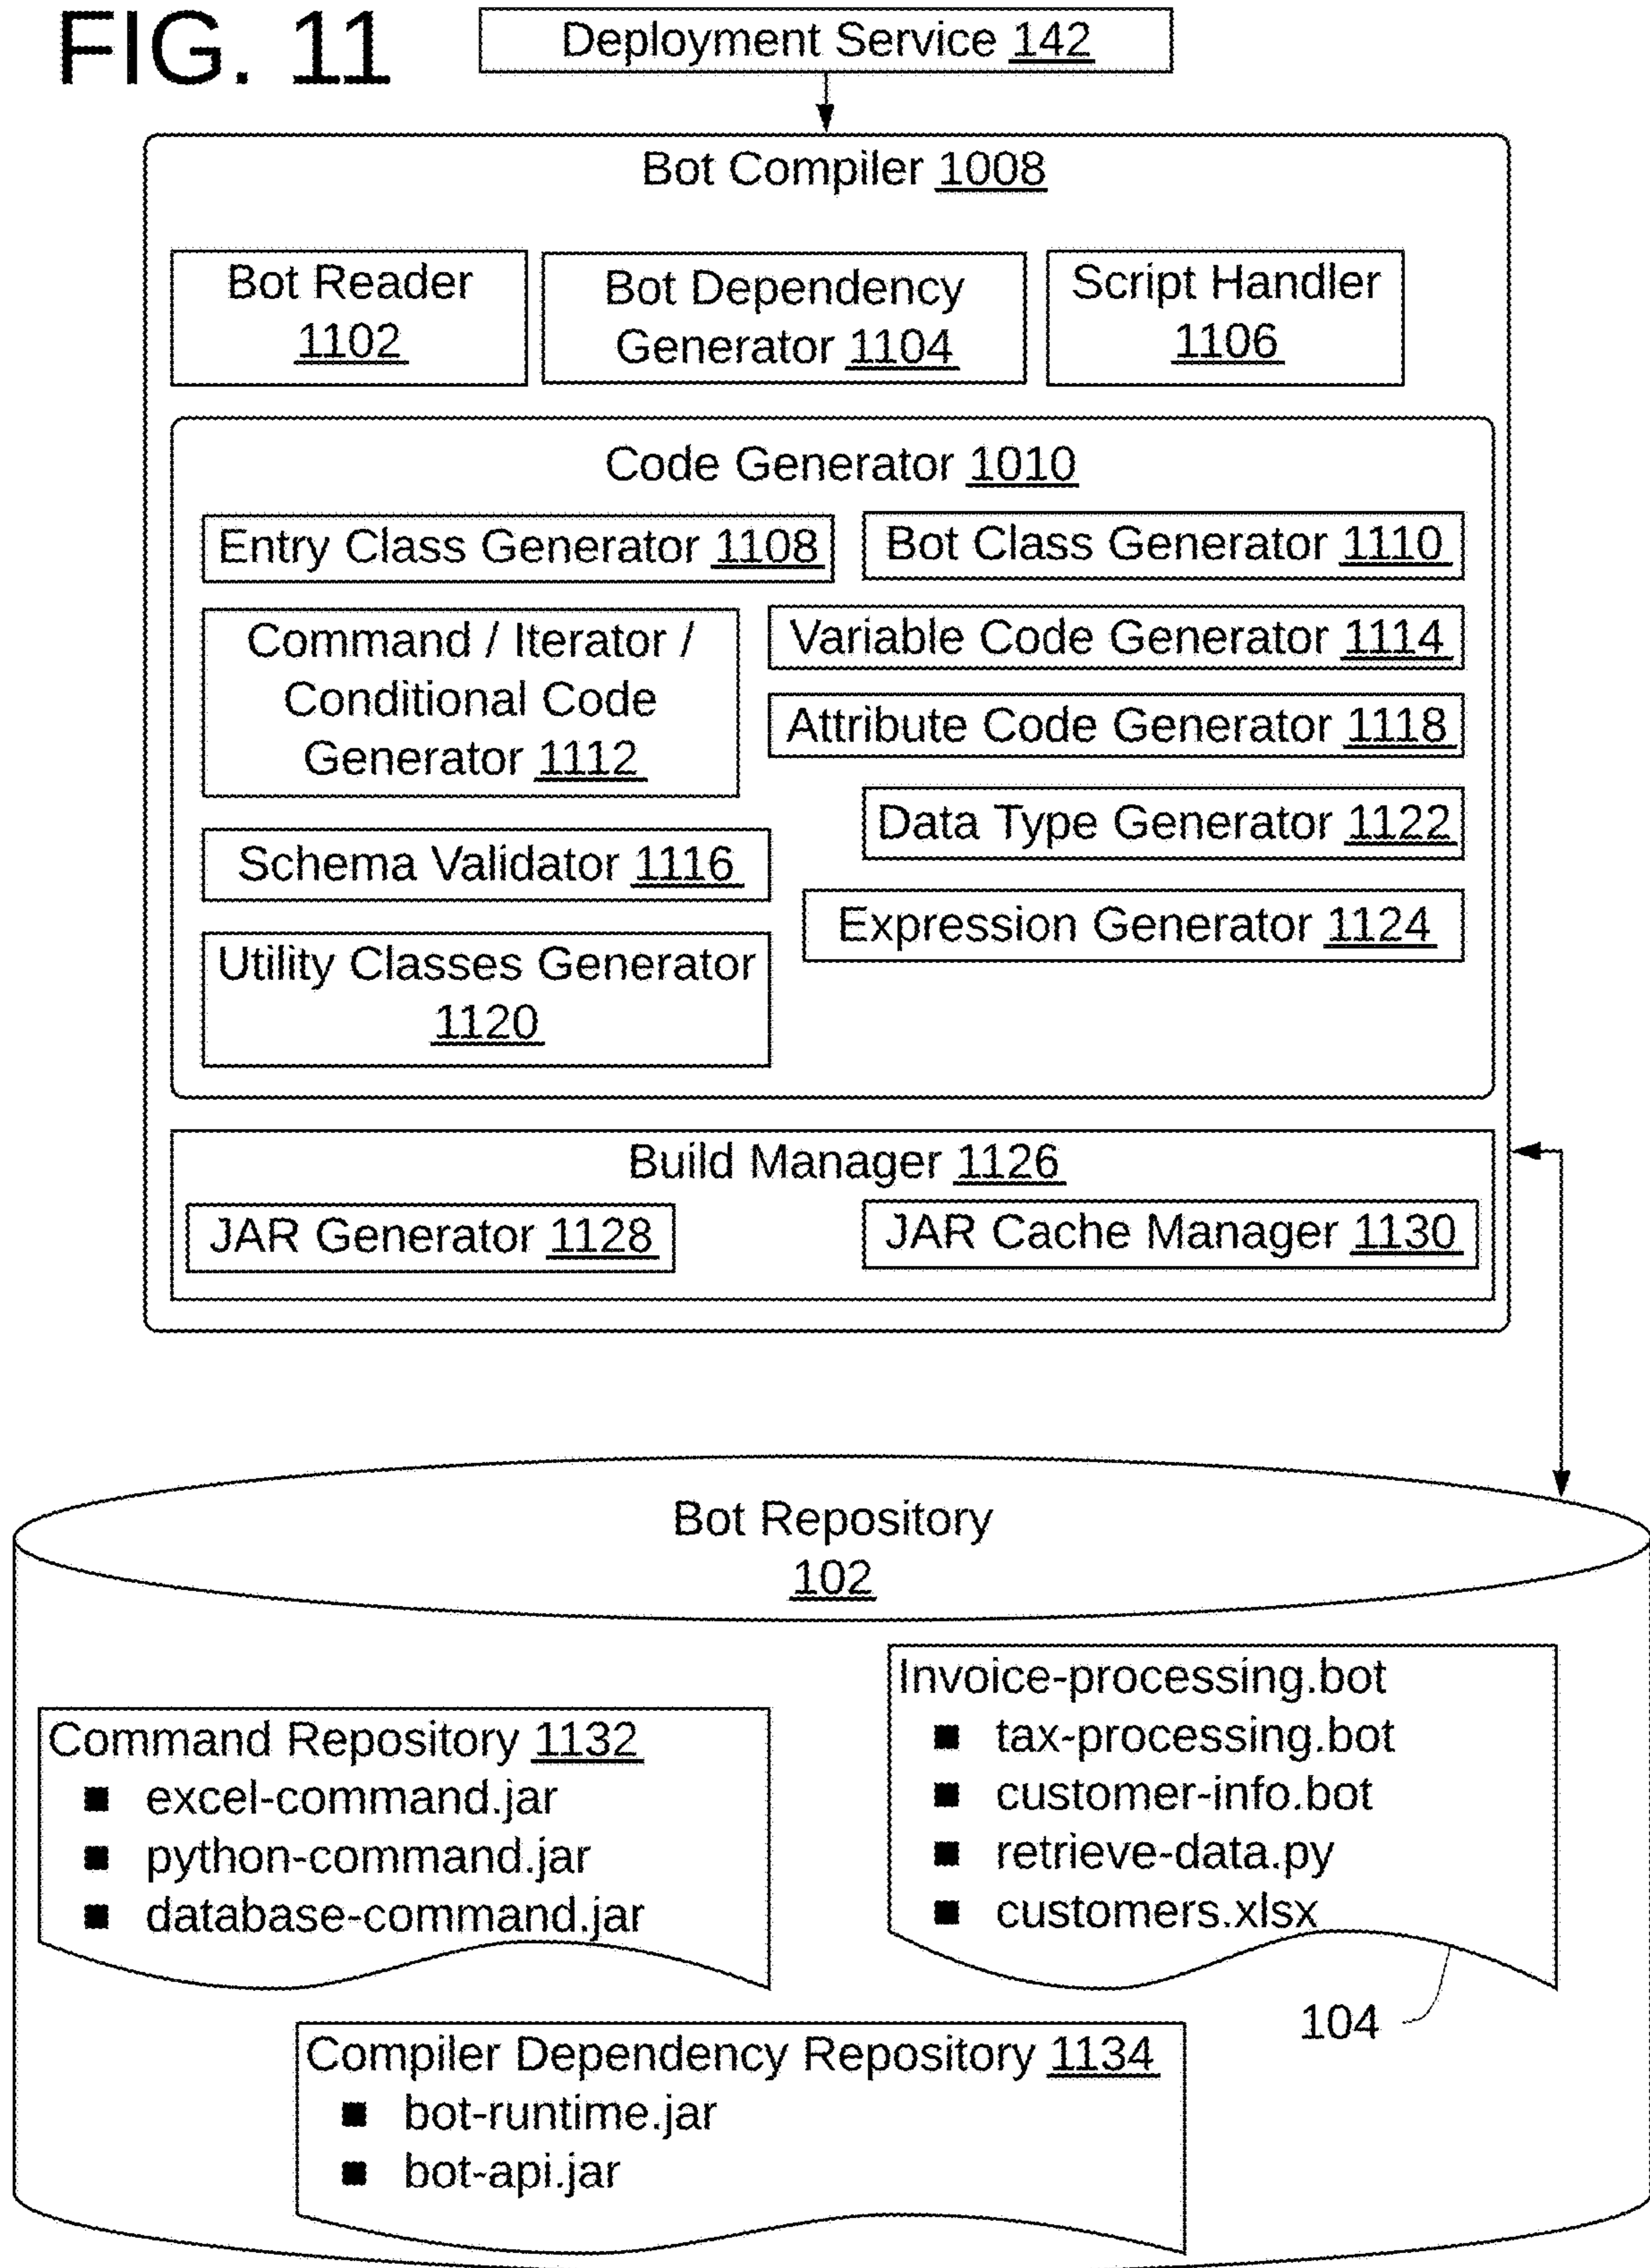 FIG. 11
Deployment Service 142
Bot Compiler 1008
Bot Reader
1102
Bot Dependency
Generator 1104
Script Handler
1106
Code Generator 1010
Entry Class Generator 1108
Bot Class Generator 1110
Command / Iterator /
Conditional Code
Generator 1112
Variable Code Generator 1114
Attribute Code Generator 1118
Data Type Generator 1122
Schema Validator 1116
Expression Generator 1124
Utility Classes Generator
1120
Build Manager 1126
JAR Generator 1128
JAR Cache Manager 1130
Bot Repository
102
Command Repository 1132
■ excel-command.jar
■ python-command.jar
■ database-command.jar
Invoice-processing.bot
■ tax-processing.bot
■ customer-info.bot
■ retrieve-data.py
■ customers.xlsx
104
Compiler Dependency Repository 1134
■ bot-runtime.jar
■ bot-api.jar